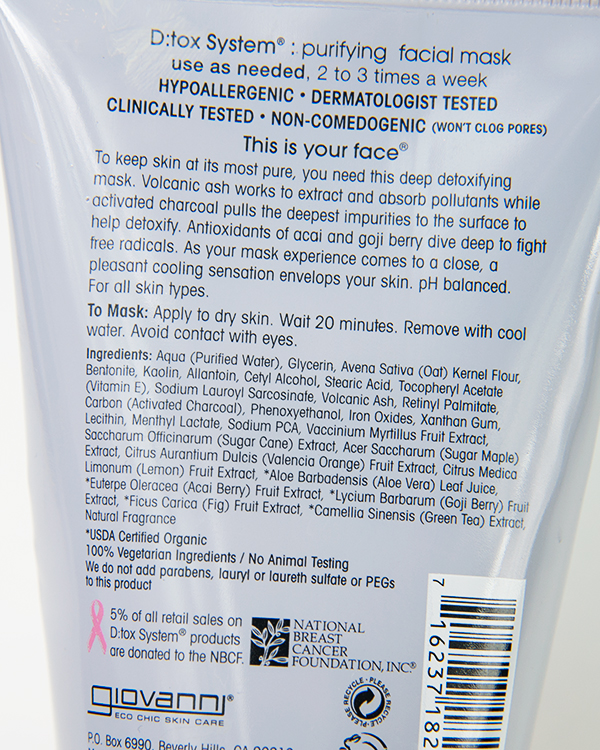 D:tox System® : purifying facial mask
use as needed, 2 to 3 times a week
HYPOALLERGENIC • DERMATOLOGIST TESTED
CLINICALLY TESTED • NON-COMEDOGENIC (WON'T CLOG PORES)
This is your face®
To keep skin at its most pure, you need this deep detoxifying
mask. Volcanic ash works to extract and absorb pollutants while
activated charcoal pulls the deepest impurities to the surface to
help detoxify. Antioxidants of acai and goji berry dive deep to fight
free radicals. As your mask experience comes to a close, a
pleasant cooling sensation envelops your skin. pH balanced.
For all skin types.
To Mask: Apply to dry skin. Wait 20 minutes. Remove with cool
water. Avoid contact with eyes.
Ingredients: Aqua (Purified Water), Glycerin, Avena Sativa (Oat) Kernel Flour,
Bentonite, Kaolin, Allantoin, Cetyl Alcohol, Stearic Acid, Tocopheryl Acetate
(Vitamin E), Sodium Lauroyl Sarcosinate, Volcanic Ash, Retinyl Palmitate,
Carbon (Activated Charcoal), Phenoxyethanol, Iron Oxides, Xanthan Gum,
Lecithin, Menthyl Lactate, Sodium PCA, Vaccinium Myrtillus Fruit Extract,
Saccharum Officinarum (Sugar Cane) Extract, Acer Saccharum (Sugar Maple)
Extract, Citrus Aurantium Dulcis (Valencia Orange) Fruit Extract, Citrus Medica
Limonum (Lemon) Fruit Extract, *Aloe Barbadensis (Aloe Vera) Leaf Juice,
*Euterpe Oleracea (Acai Berry) Fruit Extract, *Lycium Barbarum (Goji Berry) Fruit
Extract, *Ficus Carica (Fig) Fruit Extract, *Camellia Sinensis (Green Tea) Extract,
Natural Fragrance
*USDA Certified Organic
100% Vegetarian Ingredients / No Animal Testing
We do not add parabens, lauryl or laureth sulfate or PEGs
to this product
5% of all retail sales on
D:tox System® products
are donated to the NBCF.
NATIONAL
BREAST
CANCER
FOUNDATION, INC.®
giovanni®
ECO CHIC SKIN CARE
PLEASE RECYCLE • PLEASE RECYCLE •
P.O. Box 6990, Beverly Hills, CA
7 16237 182